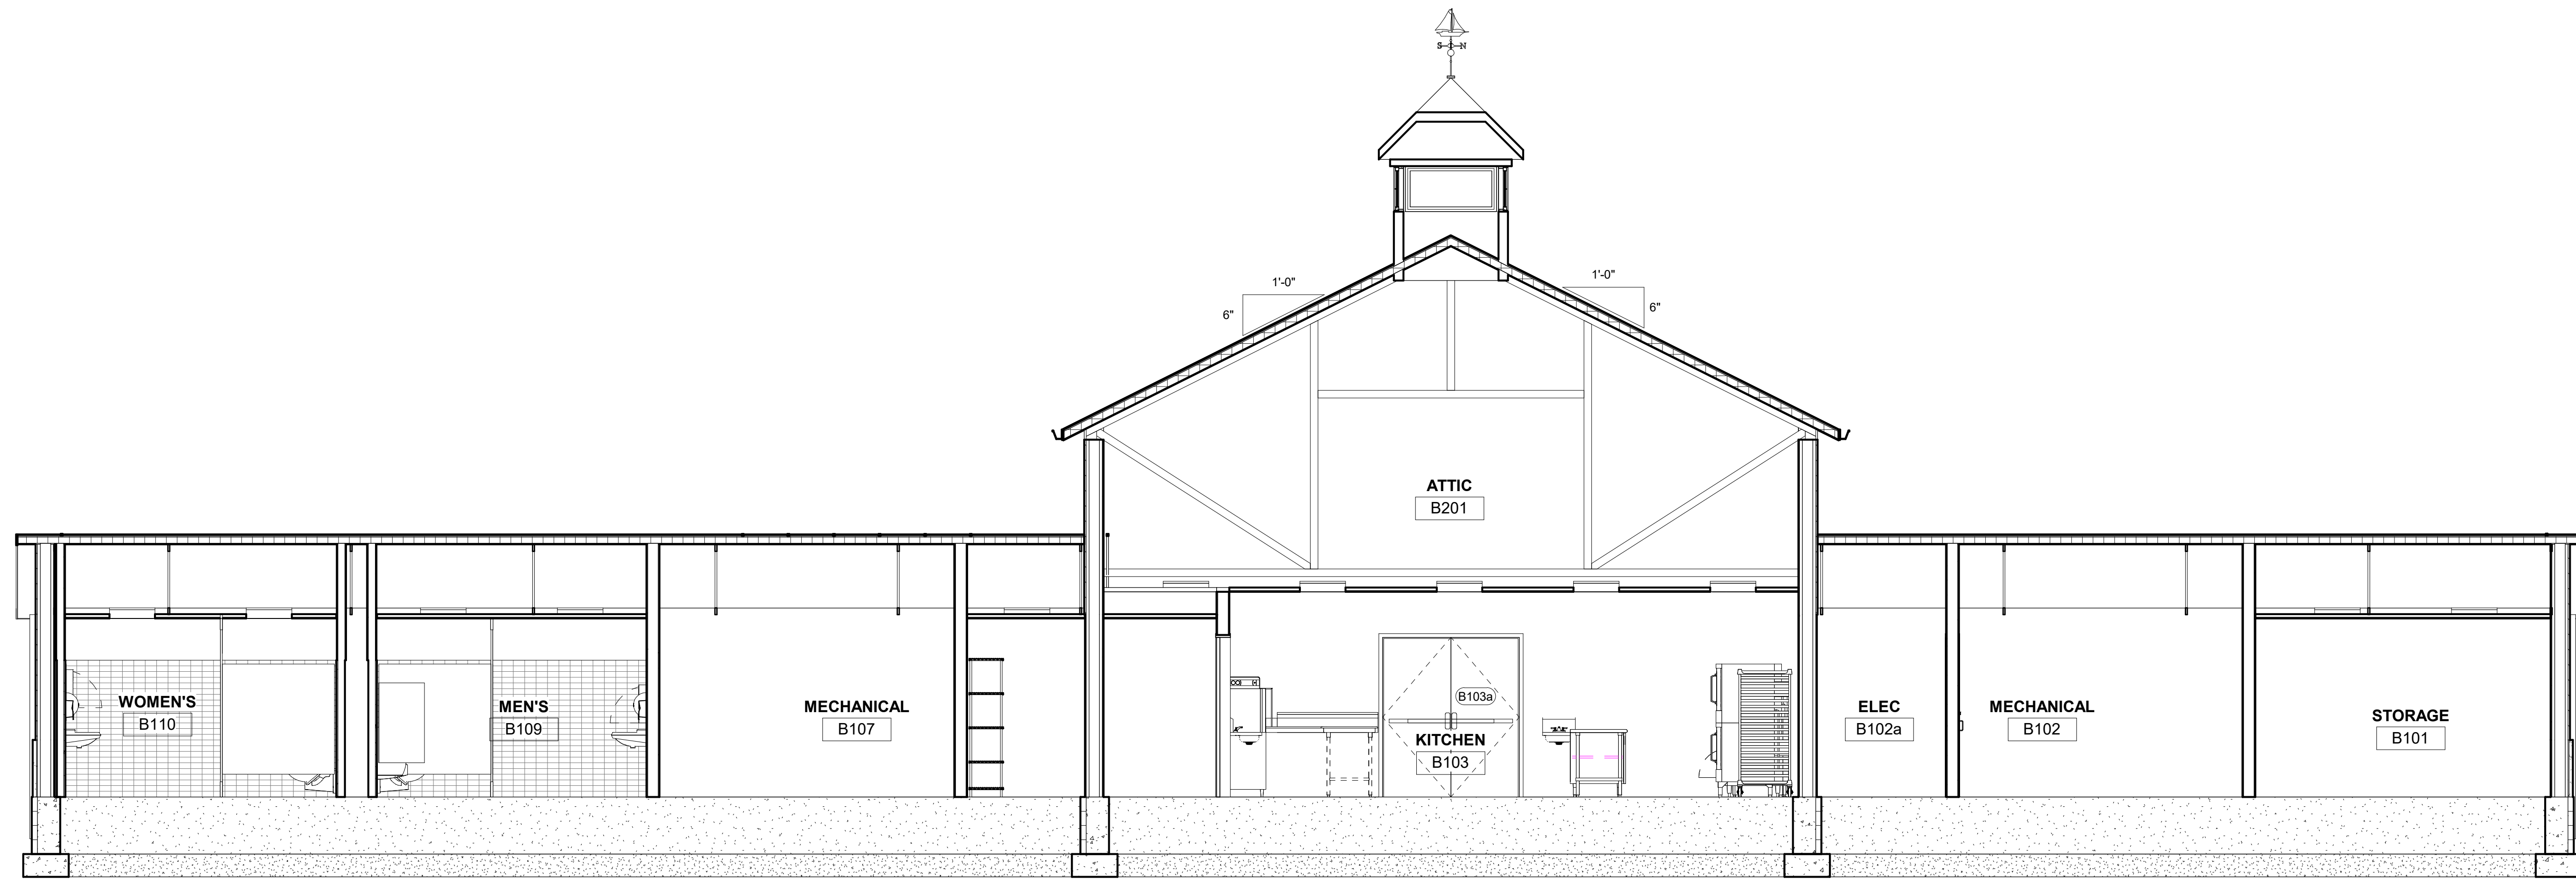 S N
1'-0"
6"
1'-0"
6"
ATTIC
B201
WOMEN'S
B110
MEN'S
B109
MECHANICAL
B107
B103a
KITCHEN
B103
ELEC
B102a
MECHANICAL
B102
STORAGE
B101